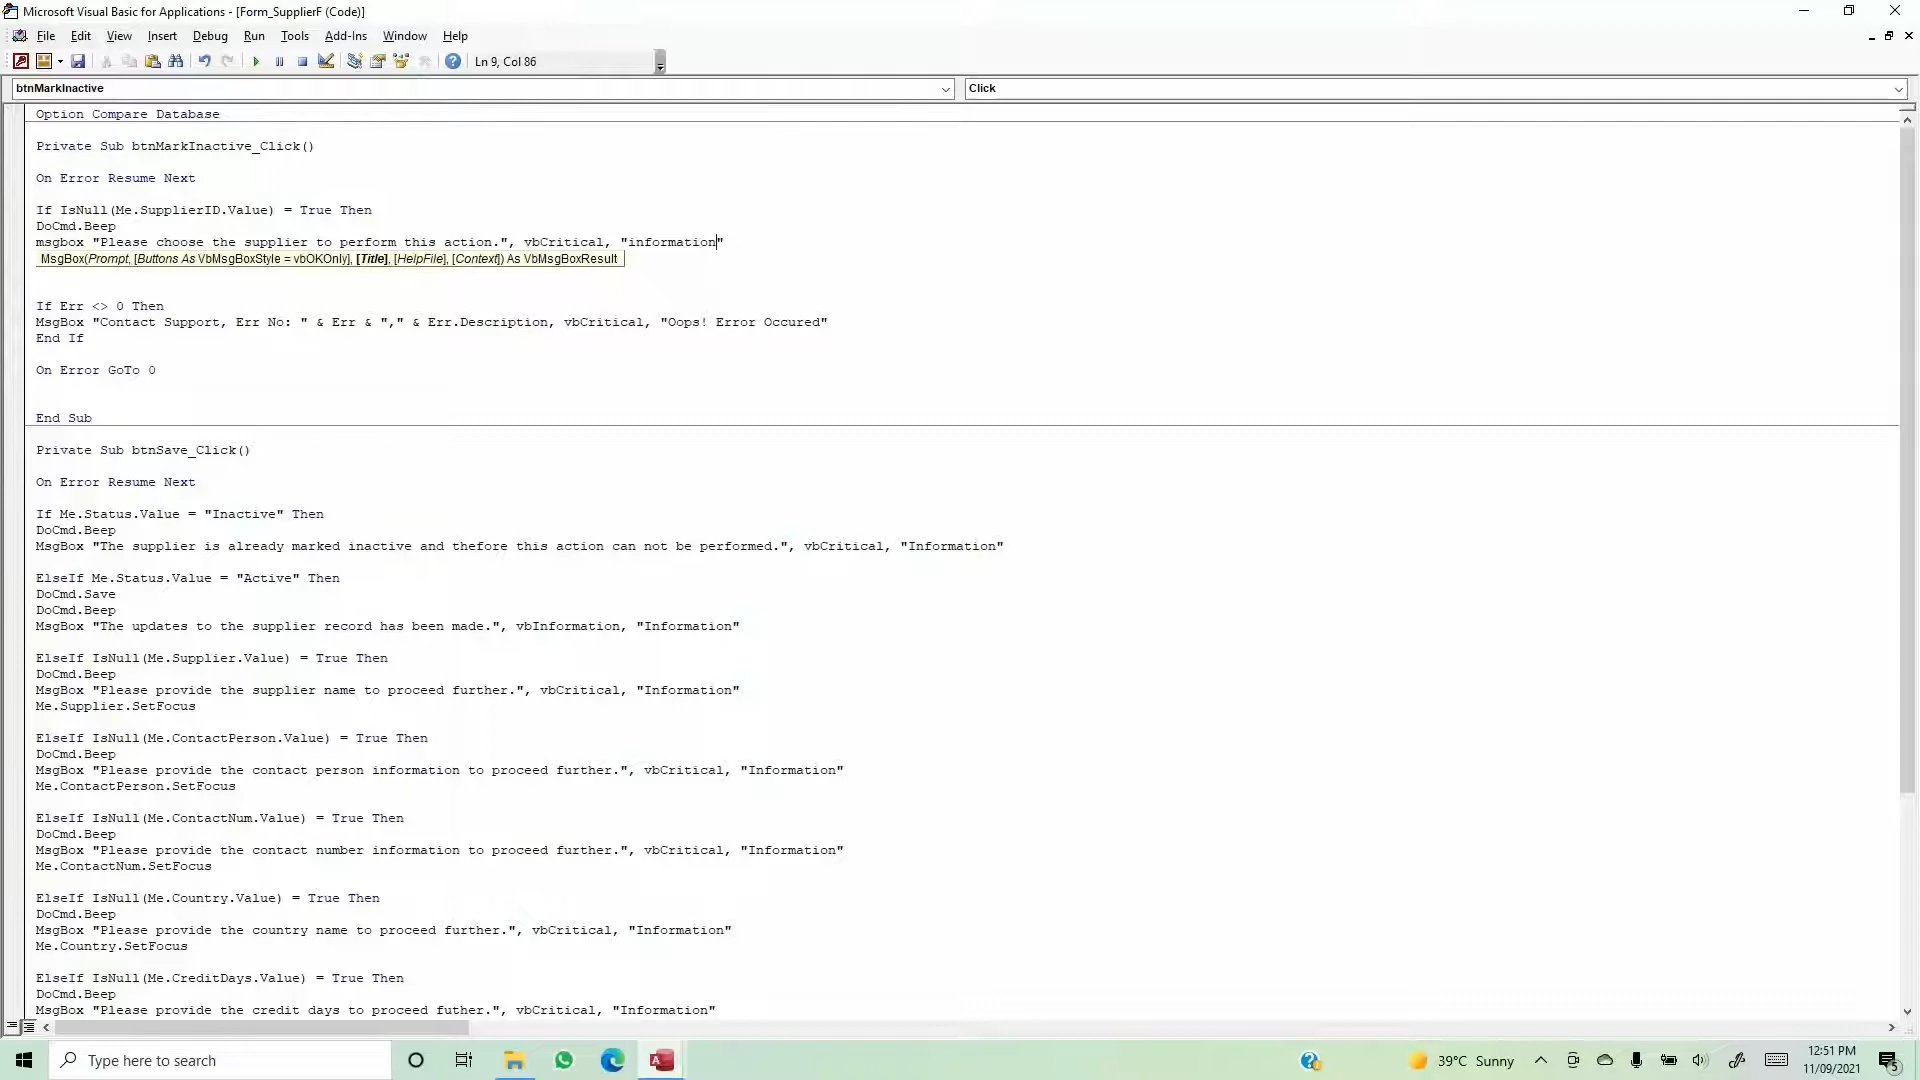 Microsoft Visual Basic for Applications - [Form_SupplierF (Code)]
File Edit View Insert Format Debug Run Tools Add-Ins Window Help
Ln 9, Col 86
btnMarkInactive Click
Option Compare Database
Private Sub btnMarkInactive_Click()
On Error Resume Next
If IsNull(Me.SupplierID.Value) = True Then
DoCmd.Beep
msgbox "Please choose the supplier to perform this action.", vbCritical, "information"
MsgBox(Prompt, [Buttons As VbMsgBoxStyle = vbOKOnly], [Title], [HelpFile], [Context]) As VbMsgBoxResult
If Err <> 0 Then
MsgBox "Contact Support, Err No: " & Err & "," & Err.Description, vbCritical, "Oops! Error Occured"
End If
On Error GoTo 0
End Sub
Private Sub btnSave_Click()
On Error Resume Next
If Me.Status.Value = "Inactive" Then
DoCmd.Beep
MsgBox "The supplier is already marked inactive and thefore this action can not be performed.", vbCritical, "Information"
ElseIf Me.Status.Value = "Active" Then
DoCmd.Save
DoCmd.Beep
MsgBox "The updates to the supplier record has been made.", vbInformation, "Information"
ElseIf IsNull(Me.Supplier.Value) = True Then
DoCmd.Beep
MsgBox "Please provide the supplier name to proceed further.", vbCritical, "Information"
Me.Supplier.SetFocus
ElseIf IsNull(Me.ContactPerson.Value) = True Then
DoCmd.Beep
MsgBox "Please provide the contact person information to proceed further.", vbCritical, "Information"
Me.ContactPerson.SetFocus
ElseIf IsNull(Me.ContactNum.Value) = True Then
DoCmd.Beep
MsgBox "Please provide the contact number information to proceed further.", vbCritical, "Information"
Me.ContactNum.SetFocus
ElseIf IsNull(Me.Country.Value) = True Then
DoCmd.Beep
MsgBox "Please provide the country name to proceed further.", vbCritical, "Information"
Me.Country.SetFocus
ElseIf IsNull(Me.CreditDays.Value) = True Then
DoCmd.Beep
MsgBox "Please provide the credit days to proceed futher.", vbCritical, "Information"
Type here to search
39°C Sunny
12:51 PM
11/09/2021
5